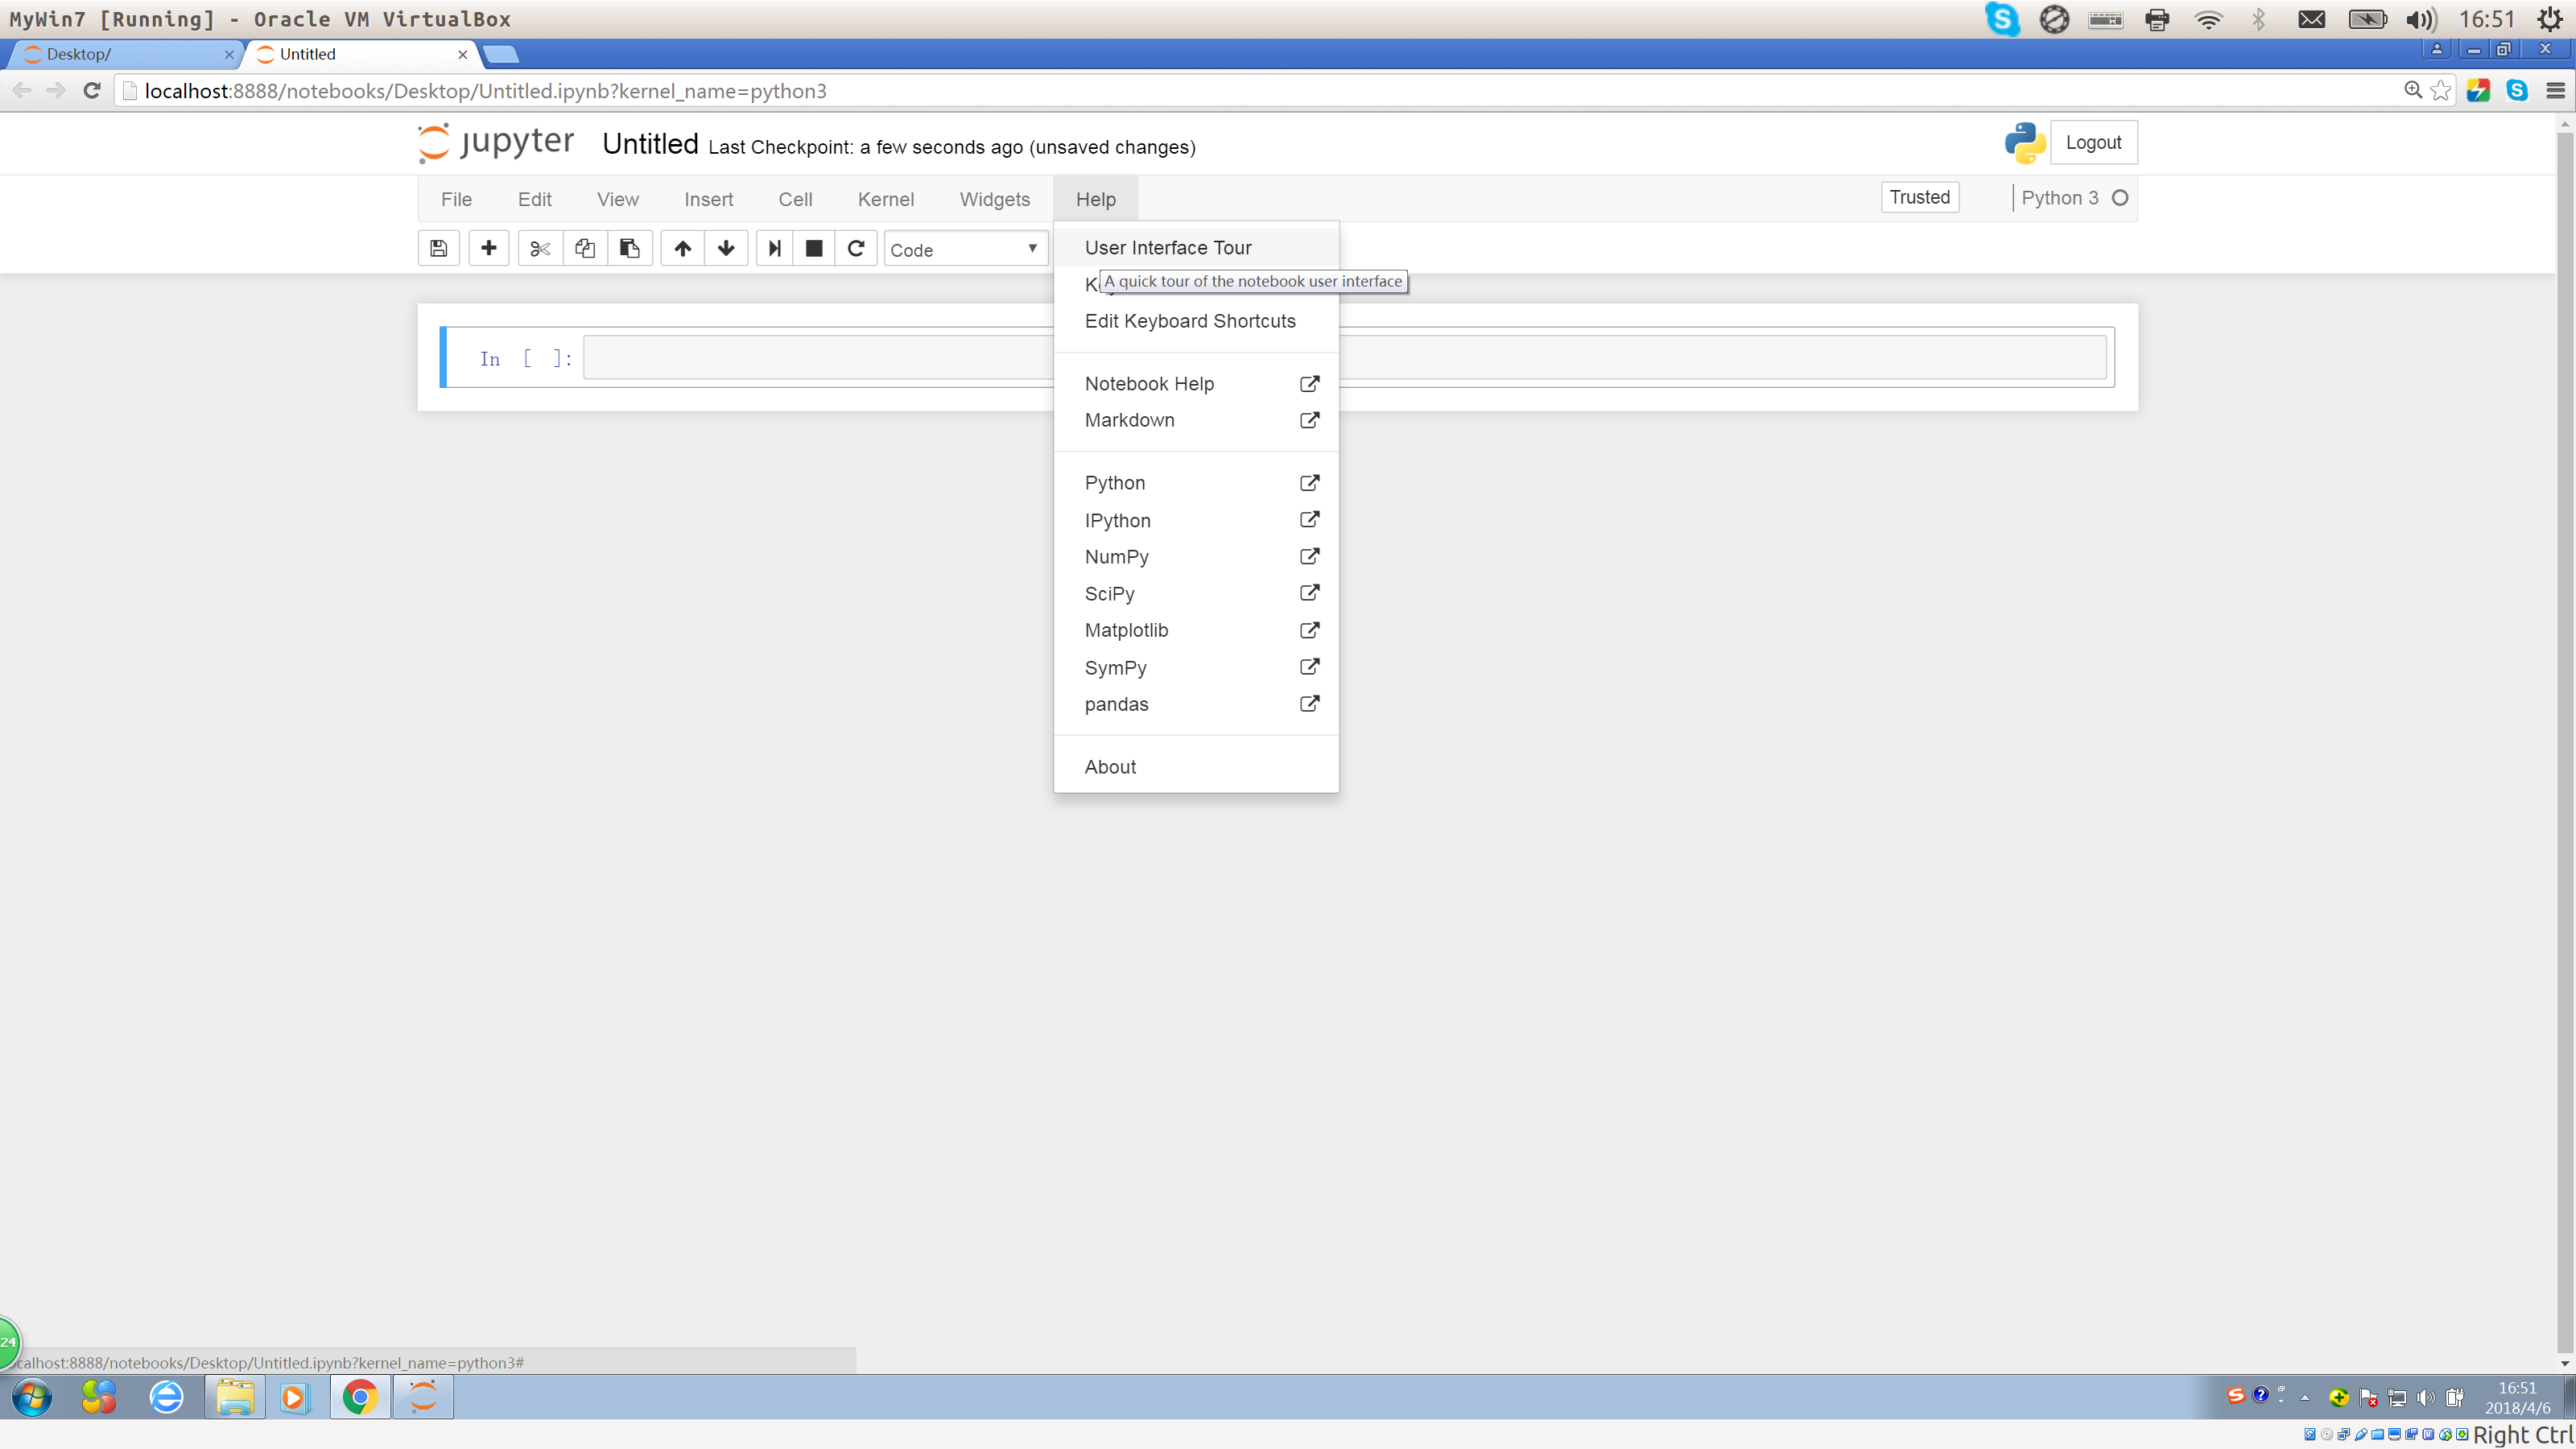 MyWin7 [Running] - Oracle VM VirtualBox
16:51
Desktop/
Untitled
localhost:8888/notebooks/Desktop/Untitled.ipynb?kernel_name=python3
jupyter
Untitled
Last Checkpoint: a few seconds ago (unsaved changes)
Logout
File
Edit
View
Insert
Cell
Kernel
Widgets
Help
Trusted
Python 3
Code
User Interface Tour
A quick tour of the notebook user interface
Edit Keyboard Shortcuts
In [ ]:
Notebook Help
Markdown
Python
IPython
NumPy
SciPy
Matplotlib
SymPy
pandas
About
24
calhost:8888/notebooks/Desktop/Untitled.ipynb?kernel_name=python3#
16:51
2018/4/6
Right Ctrl